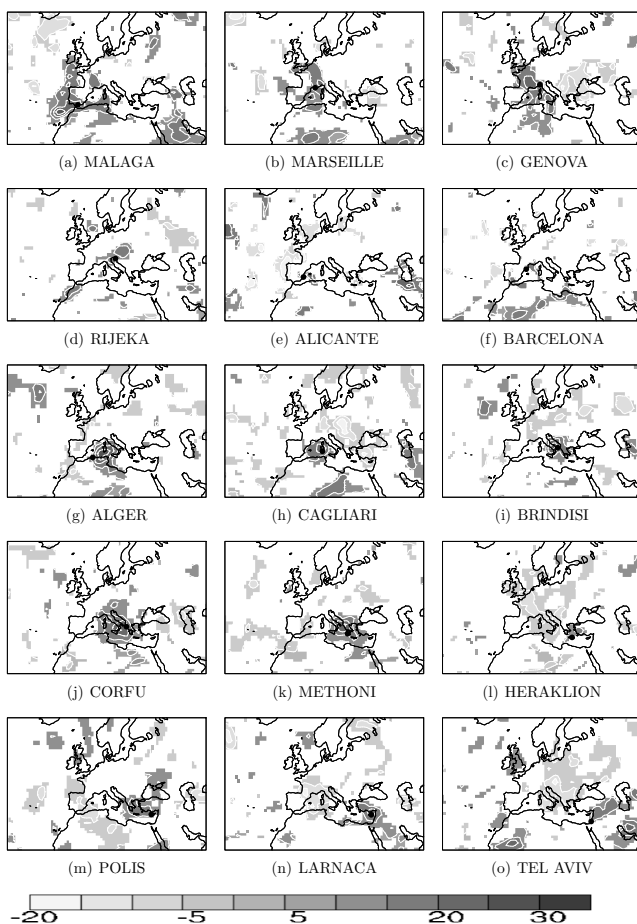 (a) MALAGA (b) MARSEILLE (c) GENOVA
(d) RIJEKA (e) ALICANTE (f) BARCELONA
(g) ALGER (h) CAGLIARI (i) BRINDISI
(j) CORFU (k) METHONI (l) HERAKLION
(m) POLIS (n) LARNACA (o) TEL AVIV
-20 -5 5 20 30